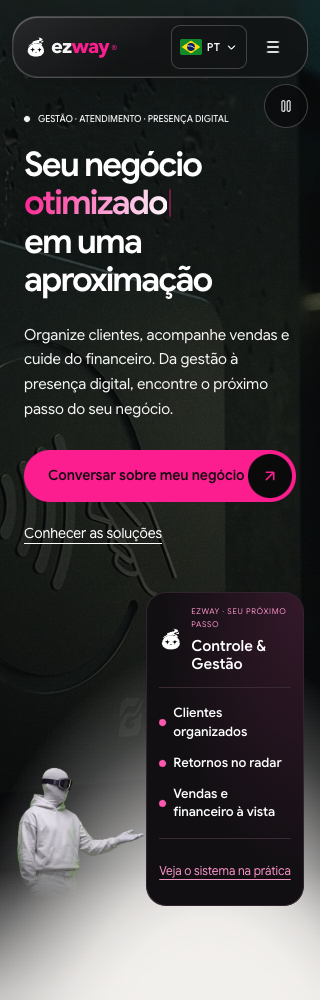 ezway®
PT
GESTÃO · ATENDIMENTO · PRESENÇA DIGITAL
Seu negócio
otimizado
em uma
aproximação
Organize clientes, acompanhe vendas e
cuide do financeiro. Da gestão à
presença digital, encontre o próximo
passo do seu negócio.
Conversar sobre meu negócio
Conhecer as soluções
EZWAY · SEU PRÓXIMO
PASSO
Controle &
Gestão
Clientes
organizados
Retornos no radar
Vendas e
financeiro à vista
Veja o sistema na prática